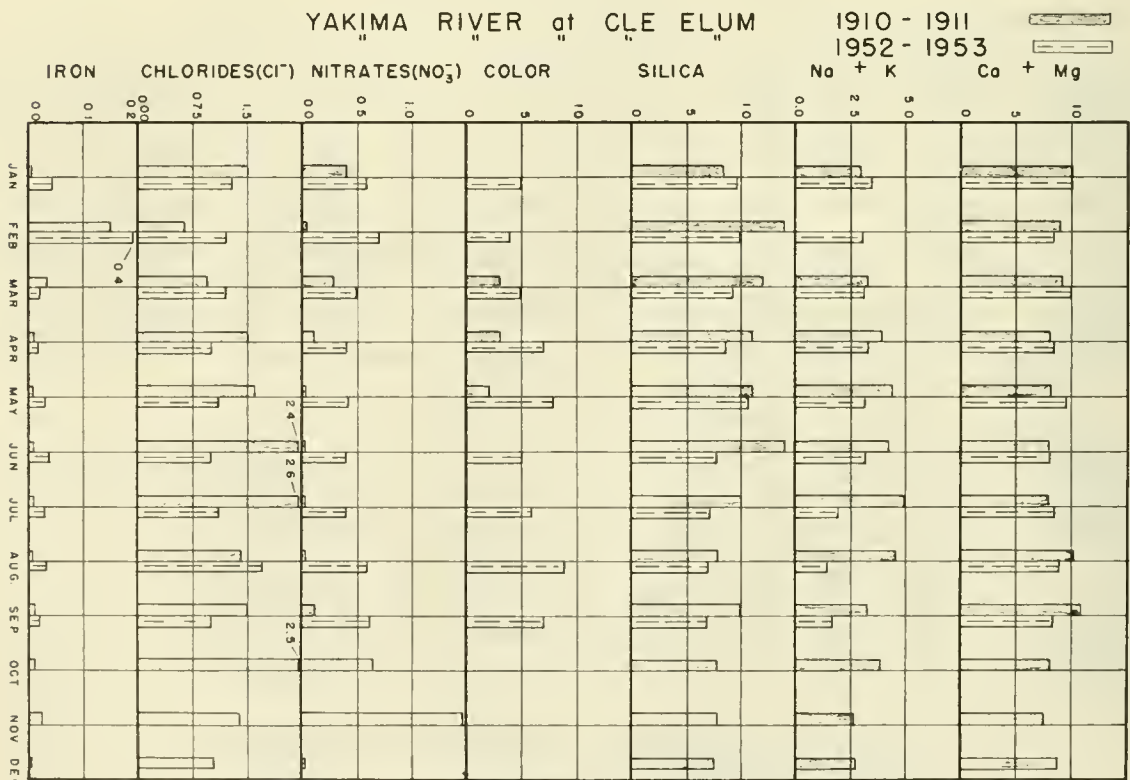 YAKIMA RIVER at CLE ELUM
" " " " "
1910 - 1911
1952 - 1953
IRON CHLORIDES(Cl⁻) NITRATES(NO₃⁻) COLOR SILICA Na + K Ca + Mg
0 0.1 0.2 0.0 0.75 1.5 0.0 0.5 1.0 0 5 10 0 5 10 0.0 2.5 5 0 5 10
JAN
FEB
0.4
MAR
APR
MAY
2.4
JUN
2.6
JUL
AUG.
SEP
2.5
OCT
NOV
DE